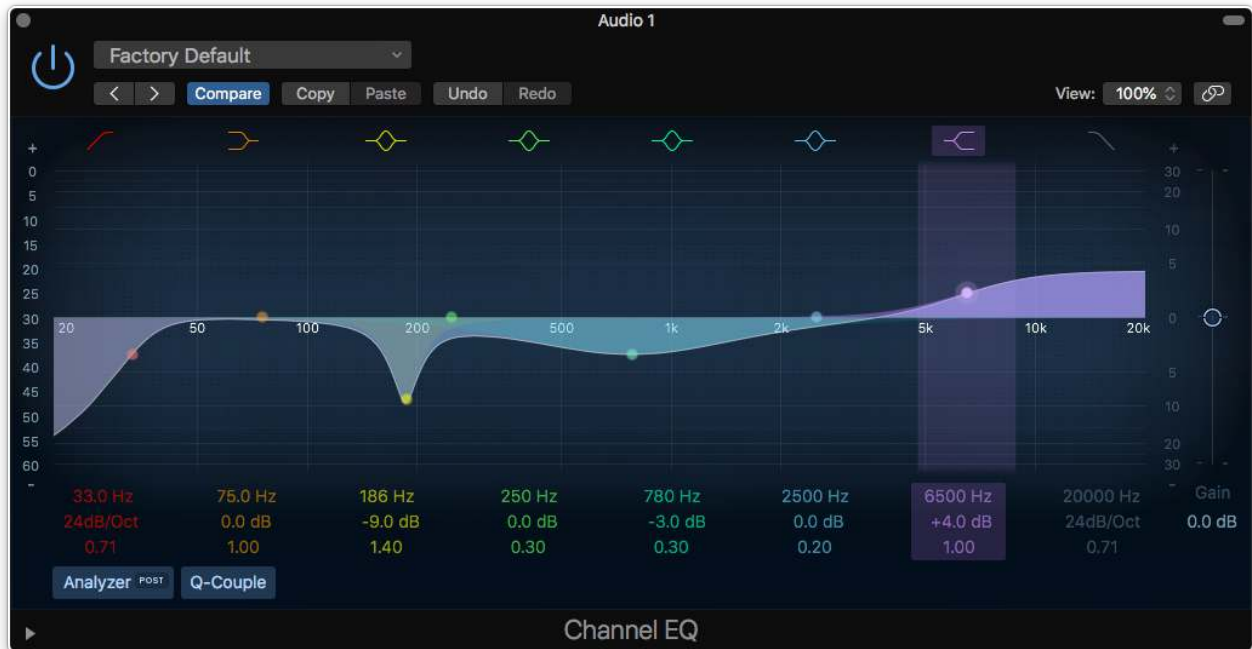 Audio 1
Factory Default
Compare Copy Paste Undo Redo View: 100%
+ +
0 30
5 20
10 10
15
20 5
25
30 20 50 100 200 500 1k 2k 5k 10k 20k 0
35
40
45 5
50 10
55 20
60 30
- -
33.0 Hz 75.0 Hz 186 Hz 250 Hz 780 Hz 2500 Hz 6500 Hz 20000 Hz Gain
24dB/Oct 0.0 dB -9.0 dB 0.0 dB -3.0 dB 0.0 dB +4.0 dB 24dB/Oct 0.0 dB
0.71 1.00 1.40 0.30 0.30 0.20 1.00 0.71
Analyzer POST Q-Couple
Channel EQ